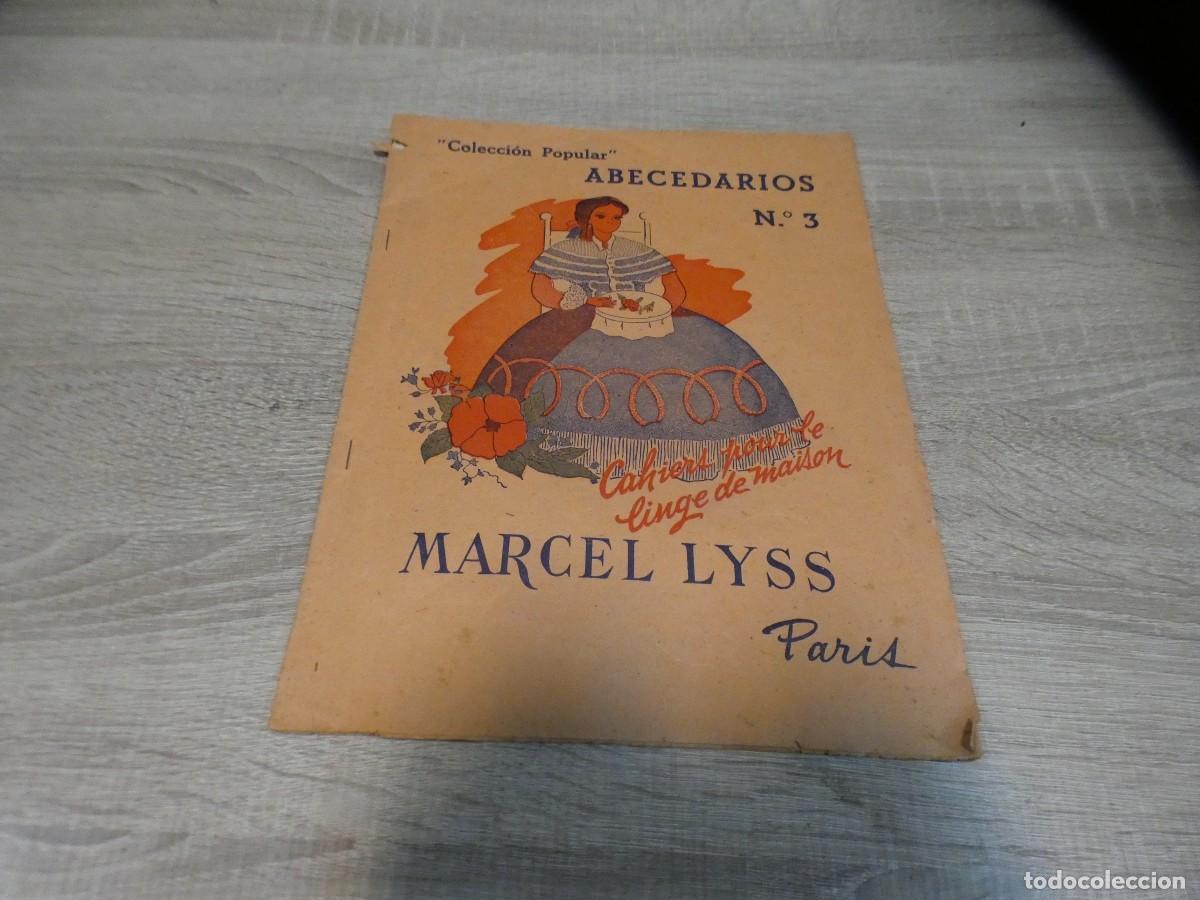 "Colección Popular"
ABECEDARIOS
N.º 3
Cahiers pour le
linge de maison
MARCEL LYSS
Paris
todocoleccion